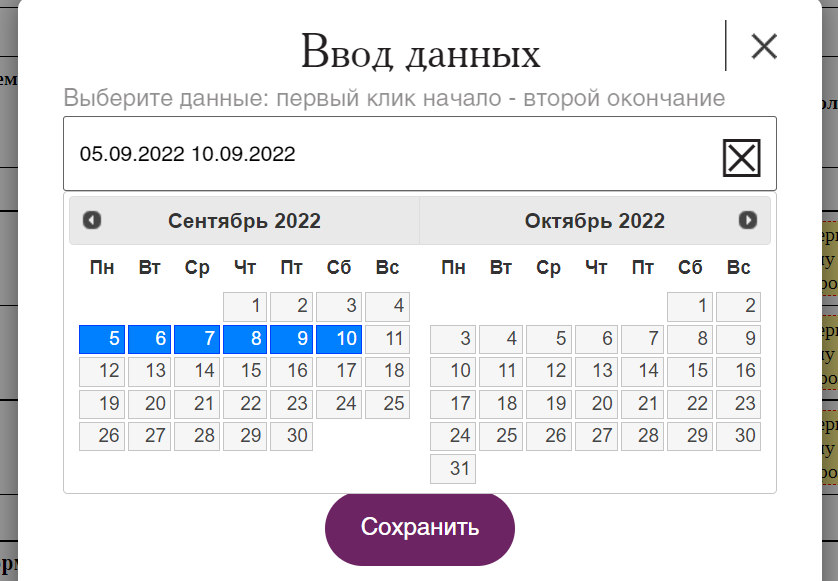 Ввод данных
Выберите данные: первый клик начало - второй окончание
05.09.2022 10.09.2022
Сентябрь 2022 Октябрь 2022
Пн Вт Ср Чт Пт Сб Вс Пн Вт Ср Чт Пт Сб Вс
1 2 3 4 1 2
5 6 7 8 9 10 11 3 4 5 6 7 8 9
12 13 14 15 16 17 18 10 11 12 13 14 15 16
19 20 21 22 23 24 25 17 18 19 20 21 22 23
26 27 28 29 30 24 25 26 27 28 29 30
31
Сохранить